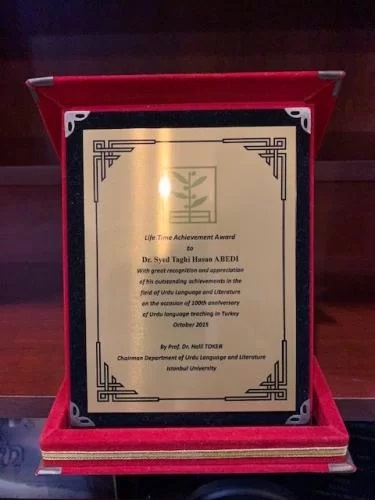 Life Time Achievement Award
to
Dr. Syed Taghi Hasan ABEDI
With great recognition and appreciation
of his outstanding achievements in the
field of Urdu Language and Literature
on the occasion of 100th anniversary
of Urdu language teaching in Turkey
October 2015
By Prof. Dr. Halil TOKER
Chairman Department of Urdu Language and Literature
Istanbul University